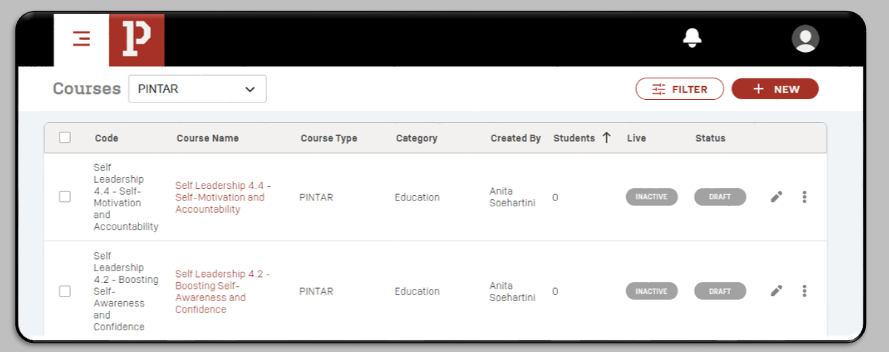 P
Courses PINTAR FILTER + NEW
Code Course Name Course Type Category Created By Students ↑ Live Status
Self
Leadership
4.4 - Self-
Motivation
and
Accountability
Self Leadership 4.4 -
Self-Motivation and
Accountability
PINTAR
Education
Anita
Soehartini
0
INACTIVE
DRAFT
Self
Leadership
4.2 - Boosting
Self-
Awareness
and
Confidence
Self Leadership 4.2 -
Boosting Self-
Awareness and
Confidence
PINTAR
Education
Anita
Soehartini
0
INACTIVE
DRAFT